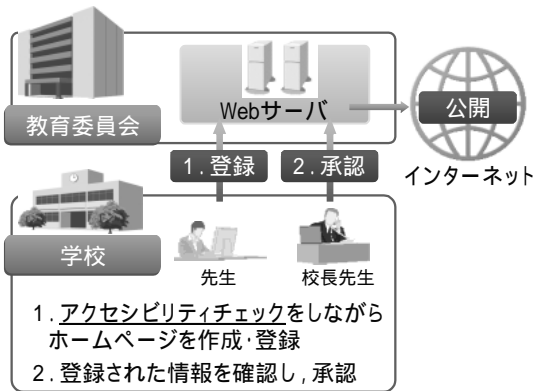 教育委員会
Webサーバ
公開
インターネット
1.登録
2.承認
学校
先生
校長先生
1.アクセシビリティチェックをしながら
ホームページを作成・登録
2.登録された情報を確認し,承認